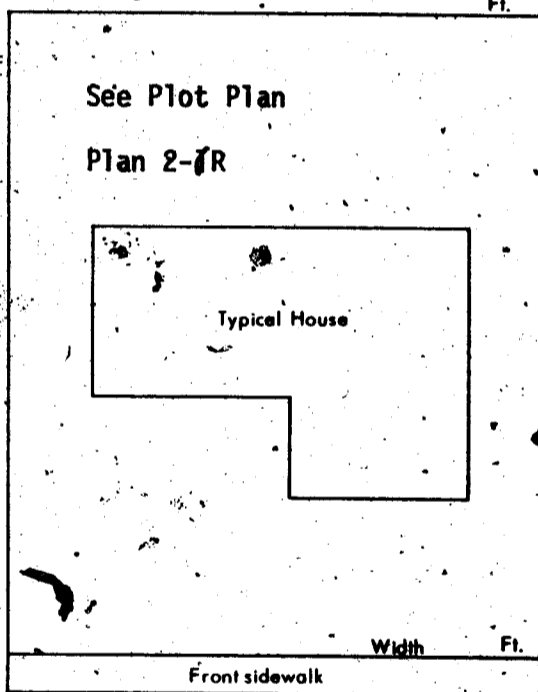 Ft.
See Plot Plan
Plan
Typical House
Width Ft.
Front sidewalk